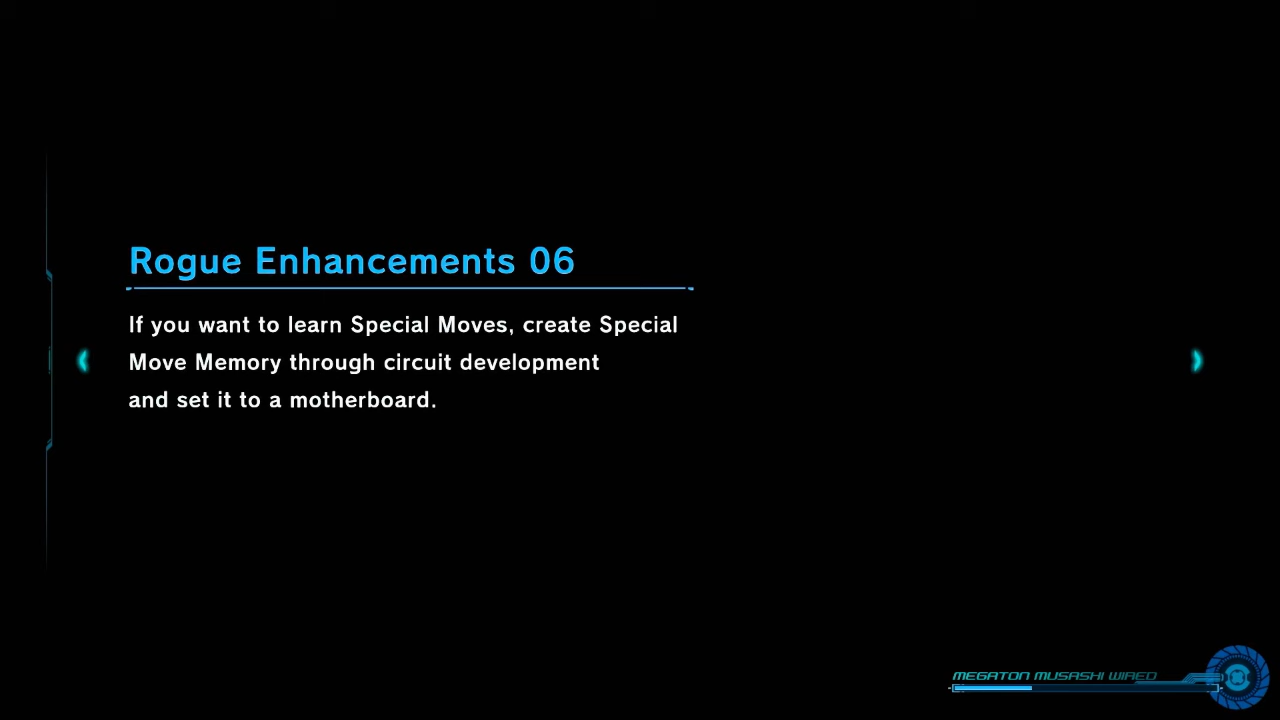 Rogue Enhancements 06
If you want to learn Special Moves, create Special
Move Memory through circuit development
and set it to a motherboard.
MEGATON MUSASHI WIRED